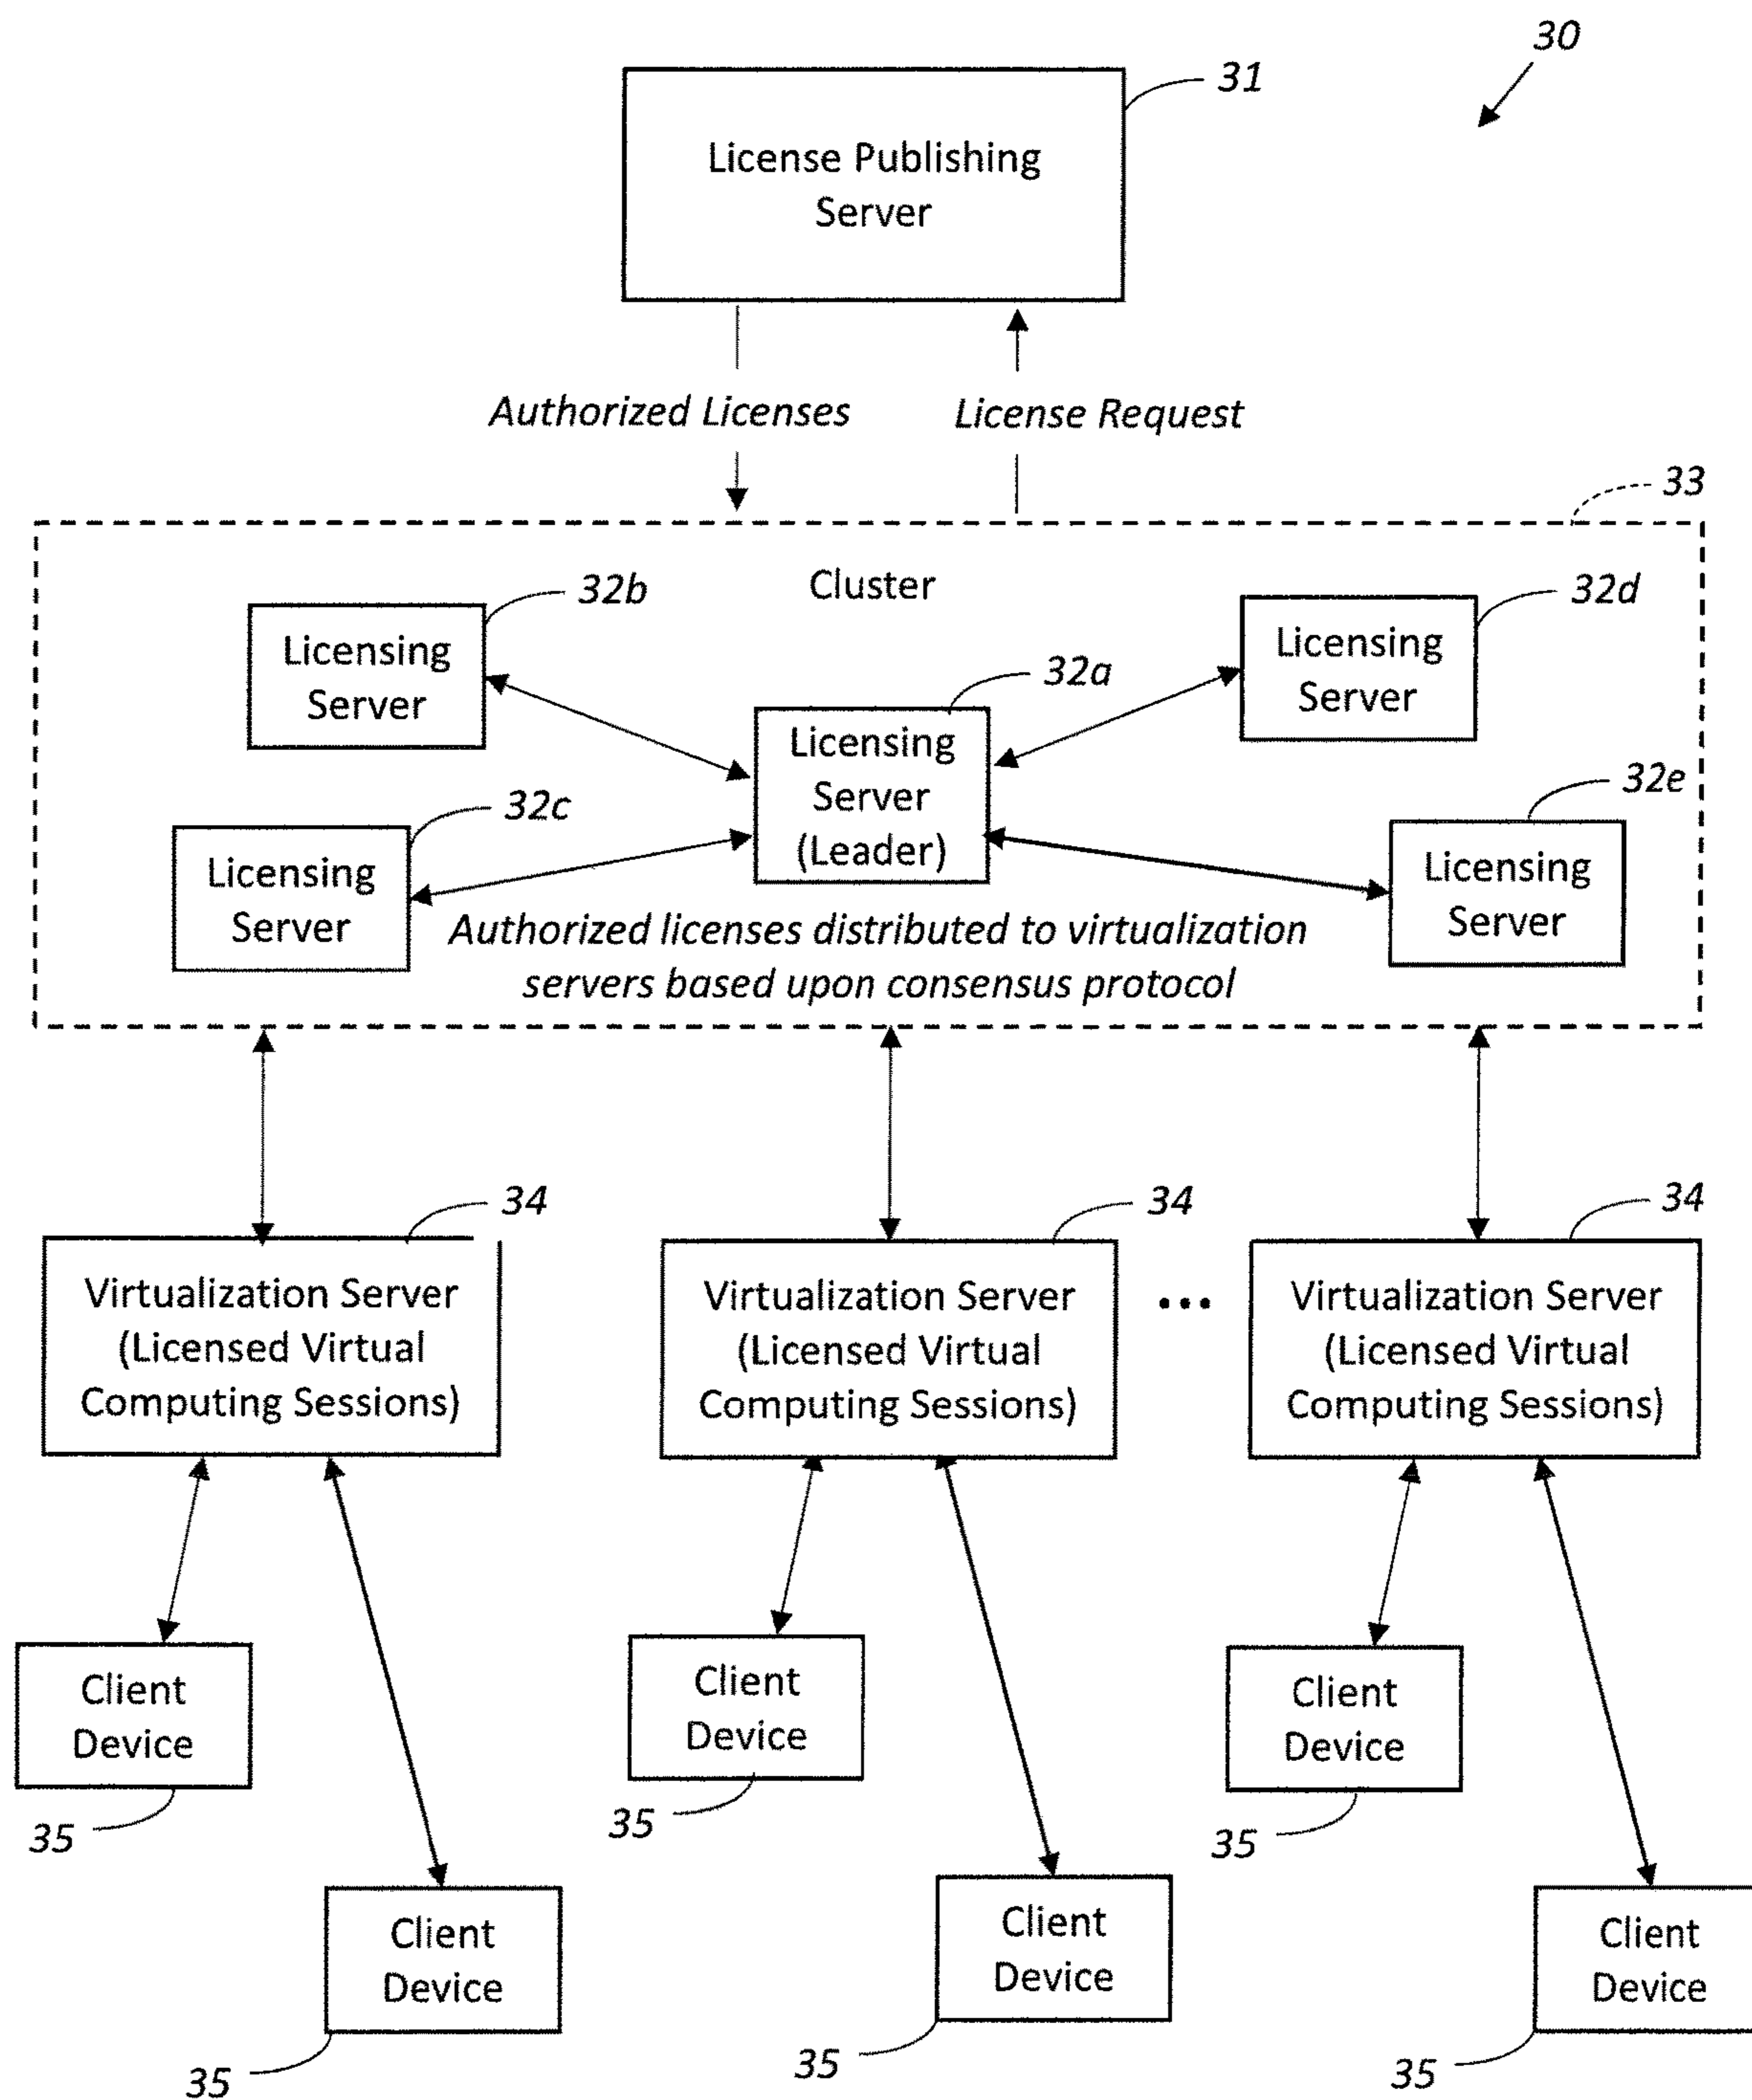 30
31
License Publishing
Server
Authorized Licenses
License Request
33
Cluster
32b
Licensing
Server
32d
Licensing
Server
32a
Licensing
Server
(Leader)
32c
Licensing
Server
32e
Licensing
Server
Authorized licenses distributed to virtualization
servers based upon consensus protocol
34
Virtualization Server
(Licensed Virtual
Computing Sessions)
34
Virtualization Server
(Licensed Virtual
Computing Sessions)
...
34
Virtualization Server
(Licensed Virtual
Computing Sessions)
Client
Device
35
Client
Device
35
Client
Device
35
Client
Device
35
Client
Device
35
Client
Device
35